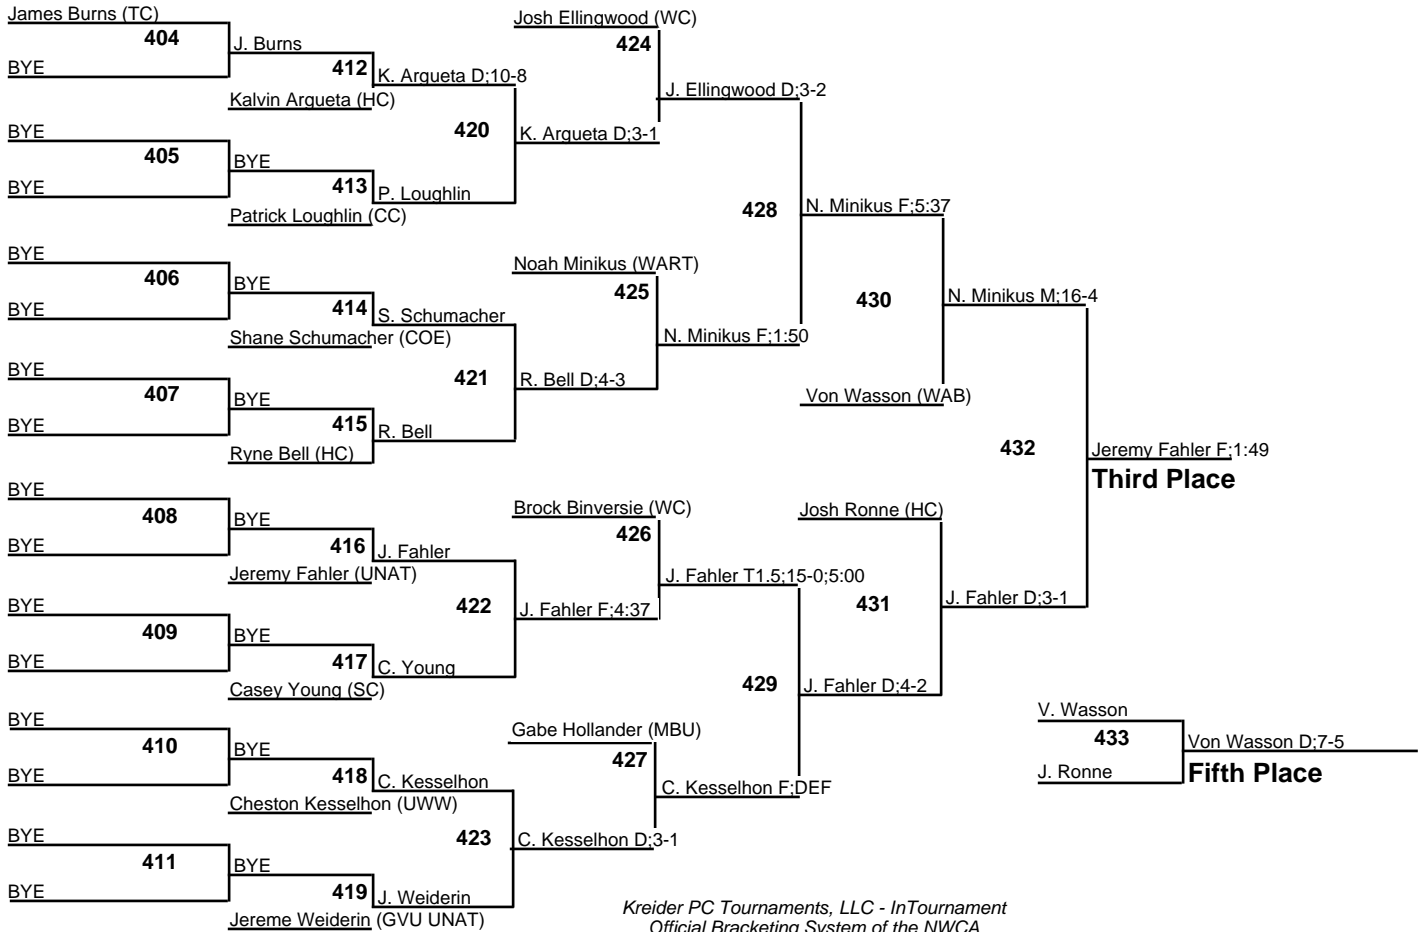 James Burns (TC)
404
BYE
J. Burns
412
Kalvin Argueta (HC)
K. Argueta D;10-8
BYE
405
BYE
BYE
413
Patrick Loughlin (CC)
P. Loughlin
420
K. Argueta D;3-1
Josh Ellingwood (WC)
424
J. Ellingwood D;3-2
BYE
406
BYE
BYE
414
Shane Schumacher (COE)
S. Schumacher
BYE
407
BYE
BYE
415
Ryne Bell (HC)
R. Bell
421
R. Bell D;4-3
Noah Minikus (WART)
425
N. Minikus F;1:50
428
N. Minikus F;5:37
430
Von Wasson (WAB)
N. Minikus M;16-4
BYE
408
BYE
BYE
416
Jeremy Fahler (UNAT)
J. Fahler
BYE
409
BYE
BYE
417
Casey Young (SC)
C. Young
422
J. Fahler F;4:37
Brock Binversie (WC)
426
J. Fahler T1.5;15-0;5:00
BYE
410
BYE
BYE
418
Cheston Kesselhon (UWW)
C. Kesselhon
BYE
411
BYE
BYE
419
Jereme Weiderin (GVU UNAT)
J. Weiderin
423
C. Kesselhon D;3-1
Gabe Hollander (MBU)
427
C. Kesselhon F;DEF
429
J. Fahler D;4-2
Josh Ronne (HC)
431
J. Fahler D;3-1
432
Jeremy Fahler F;1:49
Third Place
V. Wasson
433
J. Ronne
Von Wasson D;7-5
Fifth Place
Kreider PC Tournaments, LLC - InTournament
Official Bracketing System of the NWCA